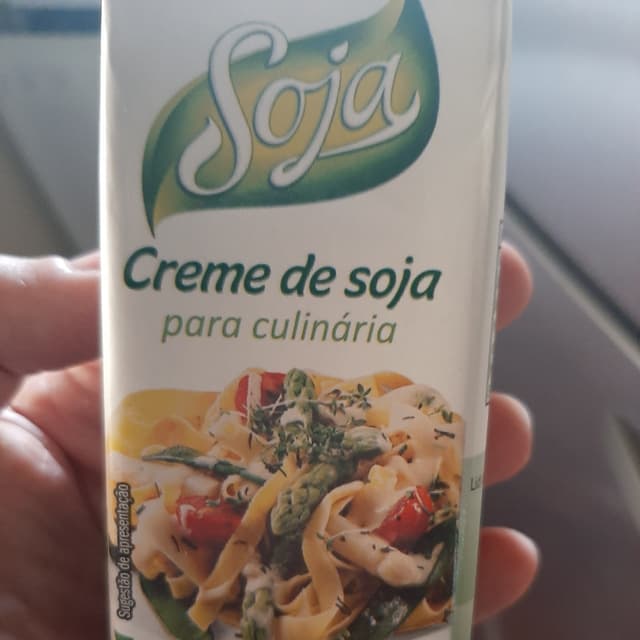 Soja
Creme de soja
para culinária
Sugestão de apresentação